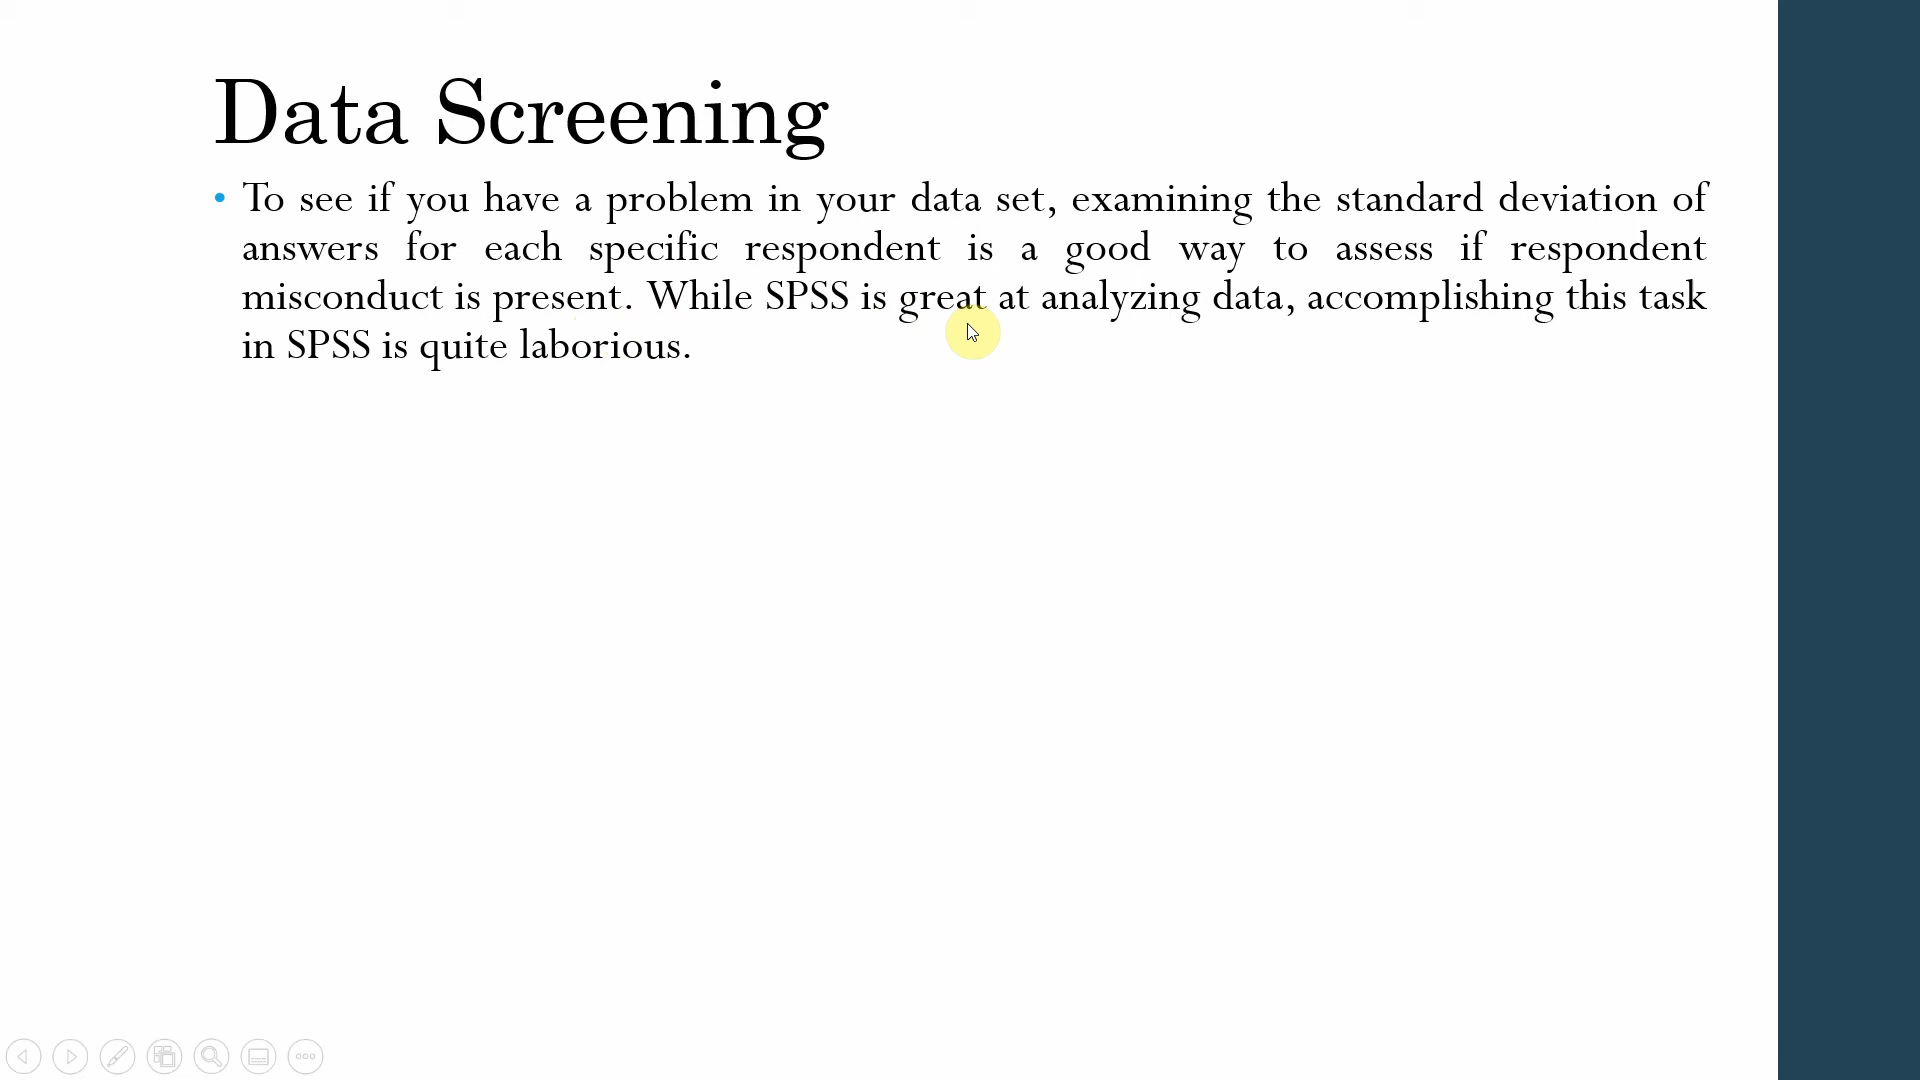 Data Screening
• To see if you have a problem in your data set, examining the standard deviation of
answers for each specific respondent is a good way to assess if respondent
misconduct is present. While SPSS is great at analyzing data, accomplishing this task
in SPSS is quite laborious.